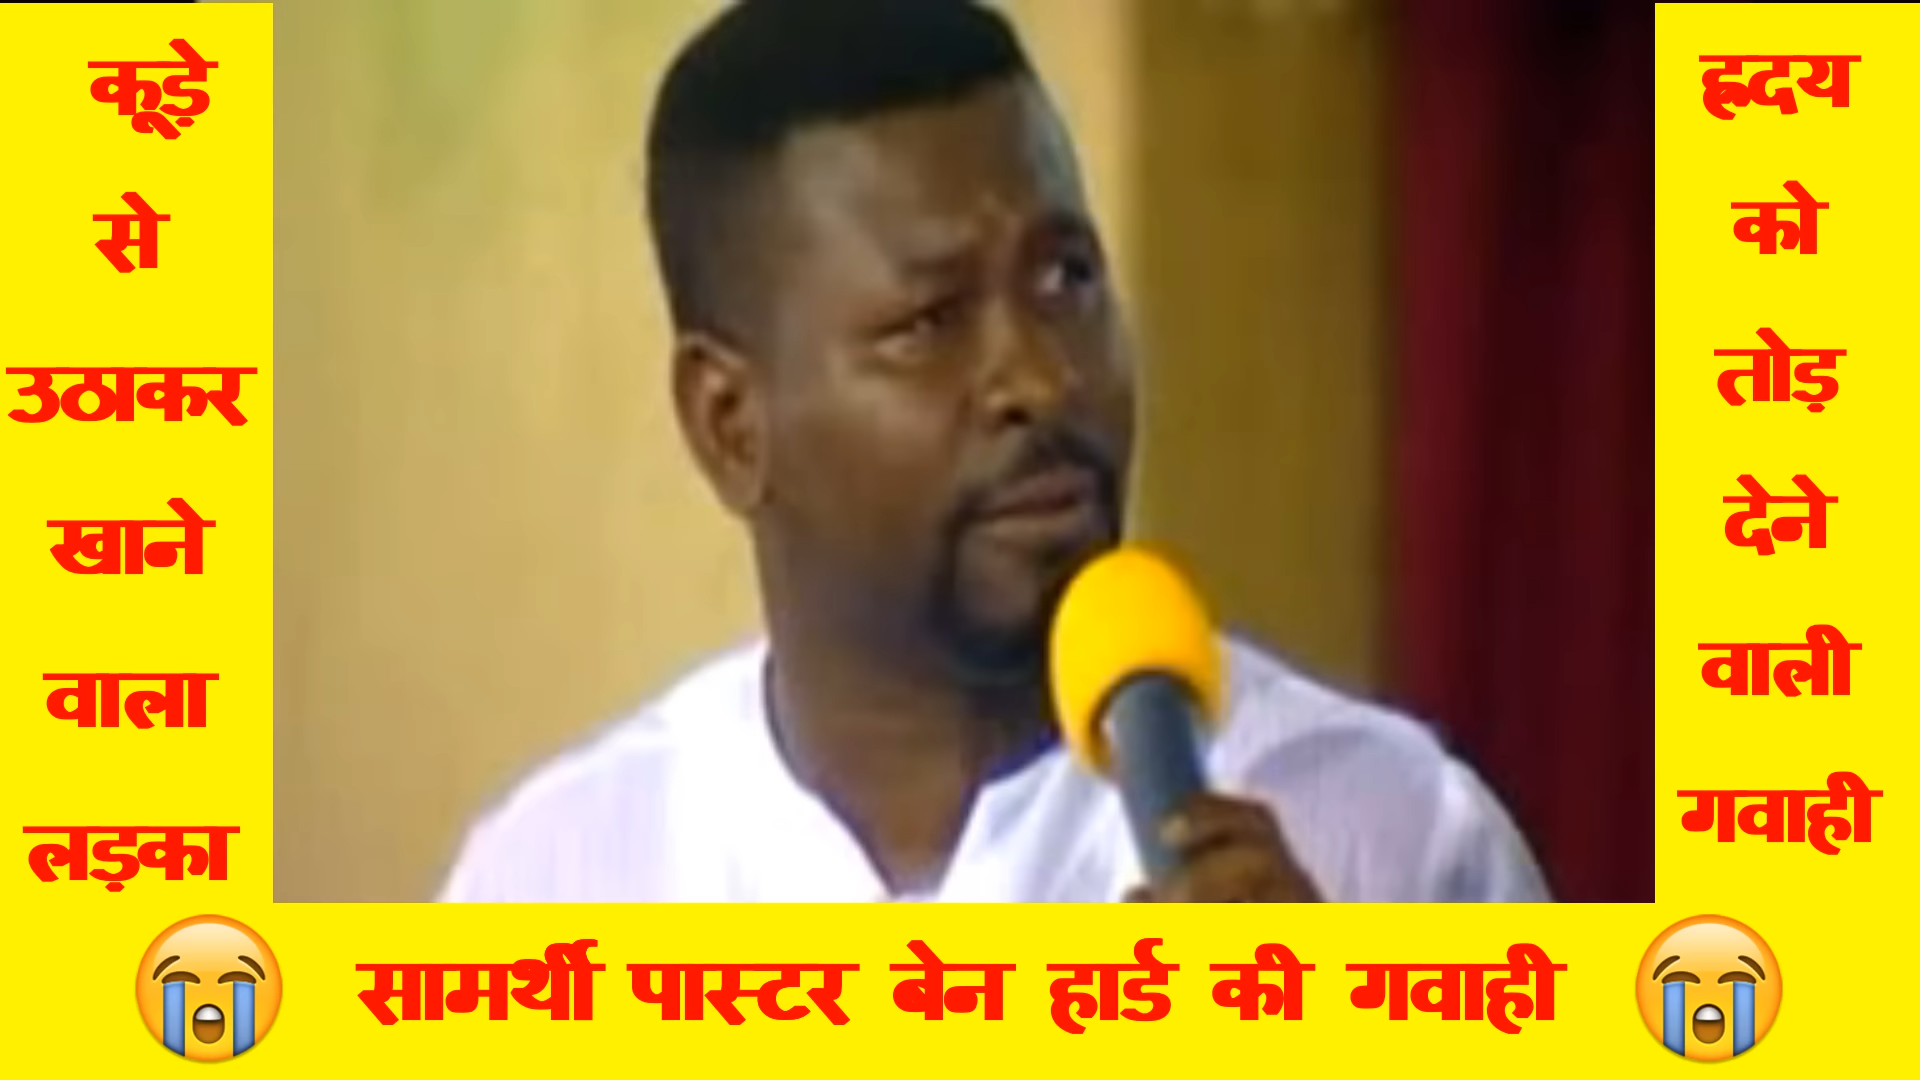 कूड़े
से
उठाकर
खाने
वाला
लड़का
ह्रदय
को
तोड़
देने
वाली
गवाही
सामर्थी पास्टर बेन हार्ड की गवाही